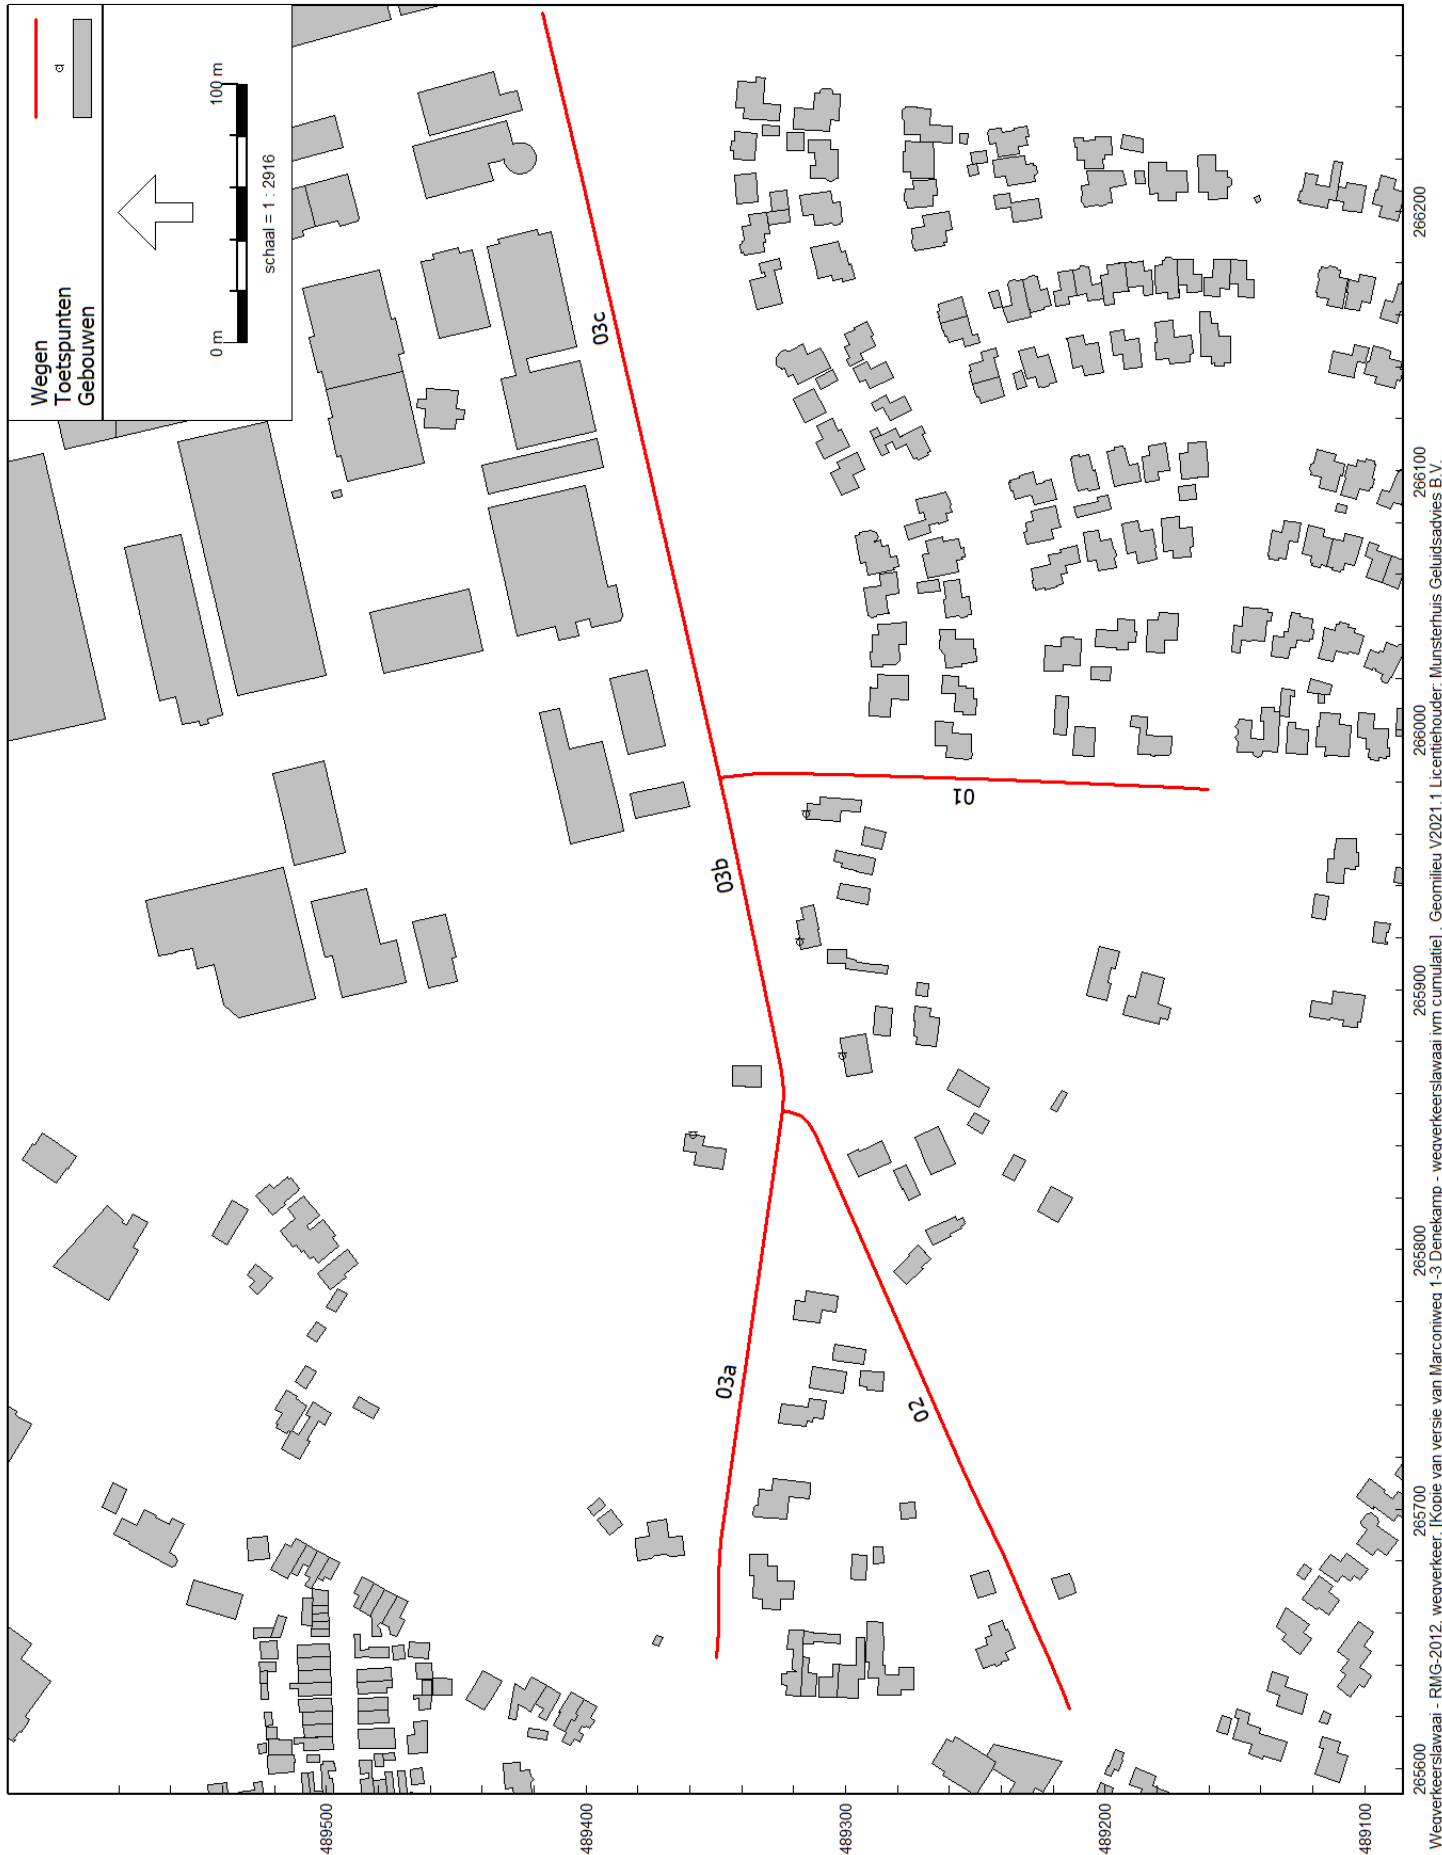 Wegen
Toetspunten
Gebouwen
0 m
100 m
schaal = 1 : 2916
03c
03b
01
03a
02
489500
489400
489300
489200
489100
265600
265700
265800
265900
266000
266100
266200
Wegverkeerslawaai - RMG-2012, wegverkeer, [Kopie van versie van Marconiweg 1-3 Denekamp - wegverkeerslawaai ivm cumulatie] , Geomilieu V2021.1 Licentiehouder: Munsterhuis Geluidsadvies B.V.